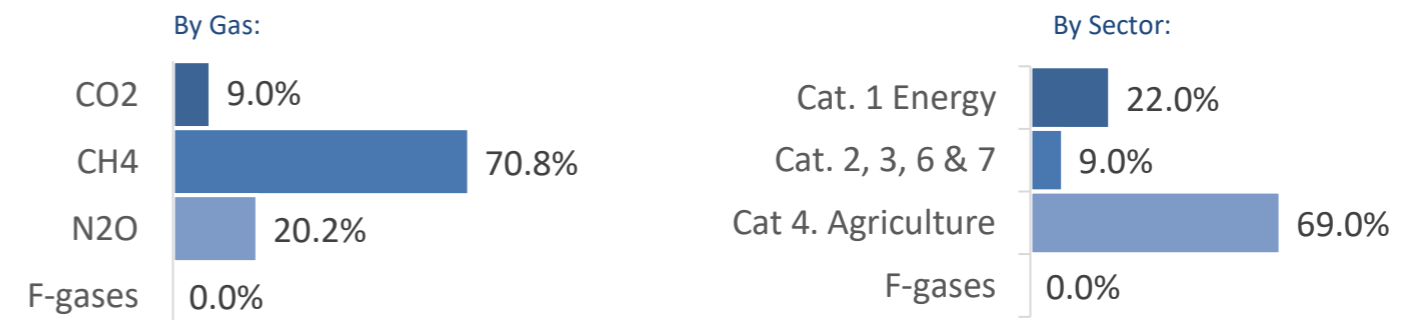 By Gas:
CO2 9.0%
CH4 70.8%
N2O 20.2%
F-gases 0.0%
By Sector:
Cat. 1 Energy 22.0%
Cat. 2, 3, 6 & 7 9.0%
Cat 4. Agriculture 69.0%
F-gases 0.0%